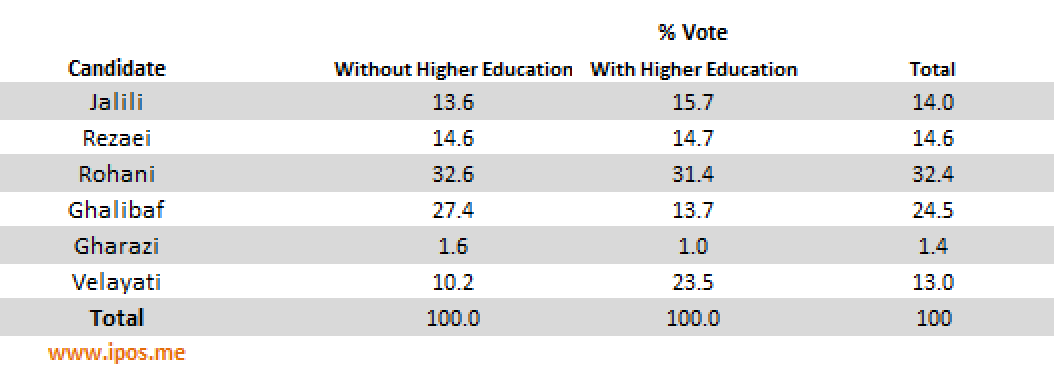 % Vote
Candidate Without Higher Education With Higher Education Total
Jalili 13.6 15.7 14.0
Rezaei 14.6 14.7 14.6
Rohani 32.6 31.4 32.4
Ghalibaf 27.4 13.7 24.5
Gharazi 1.6 1.0 1.4
Velayati 10.2 23.5 13.0
Total 100.0 100.0 100
www.ipos.me